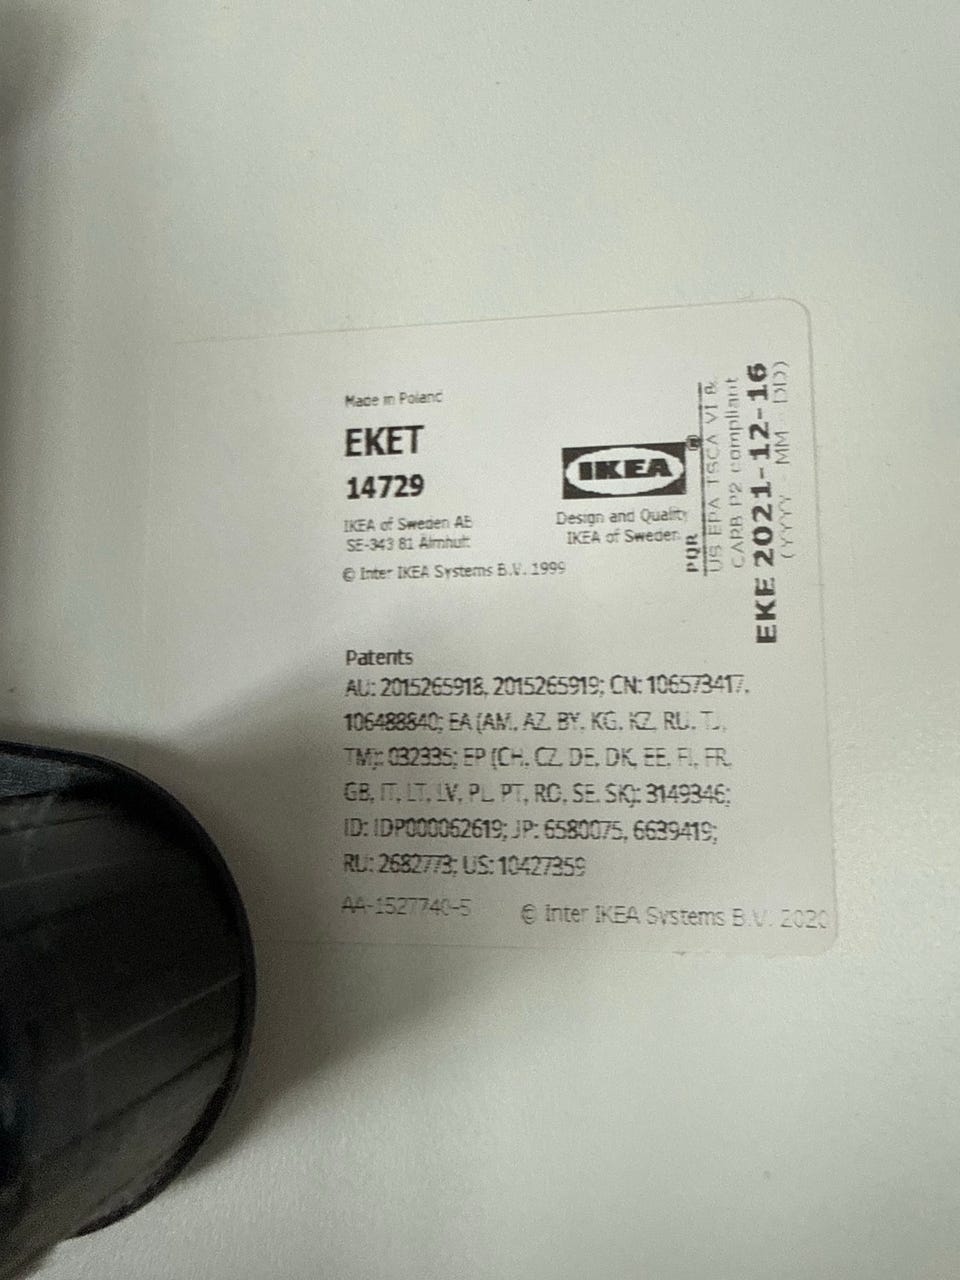 Made in Poland
EKET
14729
IKEA of Sweden AB
SE-343 81 Älmhult
© Inter IKEA Systems B.V. 1999
IKEA®
Design and Quality
IKEA of Sweden
PQR
US EPA TSCA VI &
CARB P2 compliant
EKE 2021-12-16
(YYYY MM DD)
Patents
AU: 2015265918, 2015265919; CN: 106573417,
106488840; EA (AM, AZ, BY, KG, KZ, RU, TJ,
TM): 032335; EP (CH, CZ, DE, DK, EE, FI, FR,
GB, IT, LT, LV, PL, PT, RO, SE, SK): 3149346;
ID: IDP000062619; JP: 6580075, 6639419;
RU: 2682773; US: 10427359
AA-1527740-5
© Inter IKEA Systems B.V. 2020